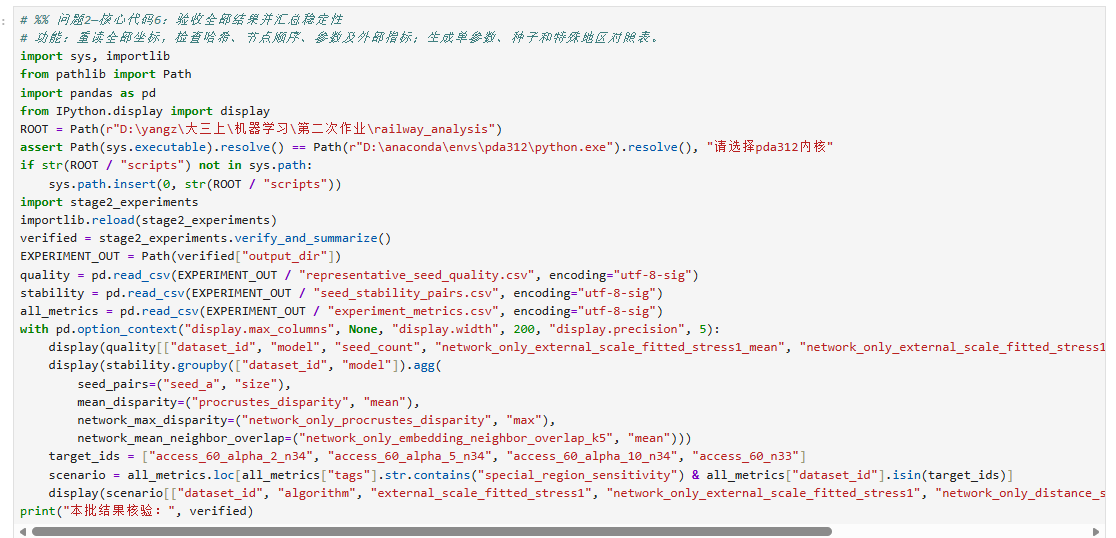 # %% 问题2—核心代码6：验收全部结果并汇总稳定性
# 功能：重读全部坐标，检查哈希、节点顺序、参数及外部指标；生成单参数、种子和特殊地区对照表。
import sys, importlib
from pathlib import Path
import pandas as pd
from IPython.display import display
ROOT = Path(r"D:\yangz\大三上\机器学习\第二次作业\railway_analysis")
assert Path(sys.executable).resolve() == Path(r"D:\anaconda\envs\pda312\python.exe").resolve(), "请选择pda312内核"
if str(ROOT / "scripts") not in sys.path:
    sys.path.insert(0, str(ROOT / "scripts"))
import stage2_experiments
importlib.reload(stage2_experiments)
verified = stage2_experiments.verify_and_summarize()
EXPERIMENT_OUT = Path(verified["output_dir"])
quality = pd.read_csv(EXPERIMENT_OUT / "representative_seed_quality.csv", encoding="utf-8-sig")
stability = pd.read_csv(EXPERIMENT_OUT / "seed_stability_pairs.csv", encoding="utf-8-sig")
all_metrics = pd.read_csv(EXPERIMENT_OUT / "experiment_metrics.csv", encoding="utf-8-sig")
with pd.option_context("display.max_columns", None, "display.width", 200, "display.precision", 5):
    display(quality[["dataset_id", "model", "seed_count", "network_only_external_scale_fitted_stress1_mean", "network_only_external_scale_fitted_stress1
    display(stability.groupby(["dataset_id", "model"]).agg(
        seed_pairs=("seed_a", "size"),
        mean_disparity=("procrustes_disparity", "mean"),
        network_max_disparity=("network_only_procrustes_disparity", "max"),
        network_mean_neighbor_overlap=("network_only_embedding_neighbor_overlap_k5", "mean")))
    target_ids = ["access_60_alpha_2_n34", "access_60_alpha_5_n34", "access_60_alpha_10_n34", "access_60_n33"]
    scenario = all_metrics.loc[all_metrics["tags"].str.contains("special_region_sensitivity") & all_metrics["dataset_id"].isin(target_ids)]
    display(scenario[["dataset_id", "algorithm", "external_scale_fitted_stress1", "network_only_external_scale_fitted_stress1", "network_only_distance_s
print("本批结果核验：", verified)